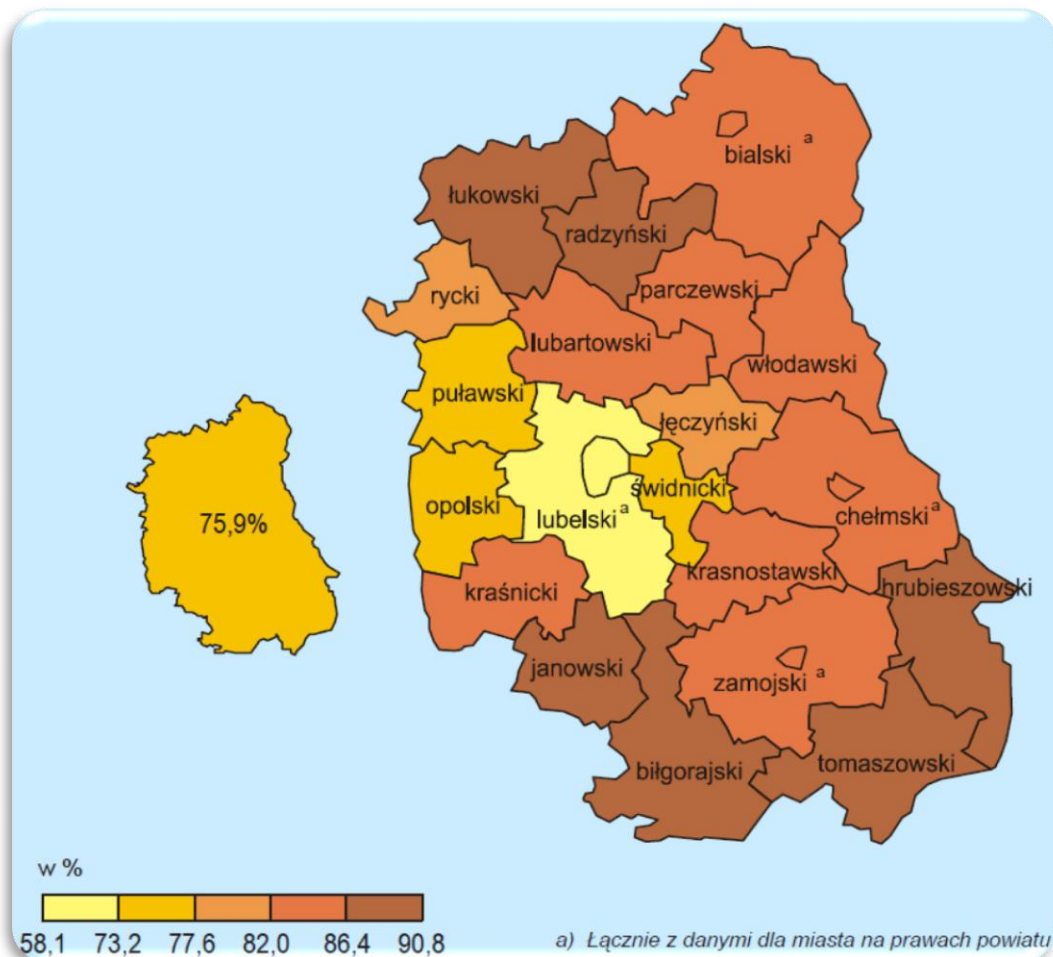 bialski a
łukowski
radzyński
rycki
parczewski
lubartowski
włodawski
puławski
łęczyński
75,9%
opolski
lubelski a
świdnicki
chełmski a
kraśnicki
krasnostawski
hrubieszowski
janowski
zamojski a
biłgorajski
tomaszowski
w %
58,1 73,2 77,6 82,0 86,4 90,8
a) Łącznie z danymi dla miasta na prawach powiatu